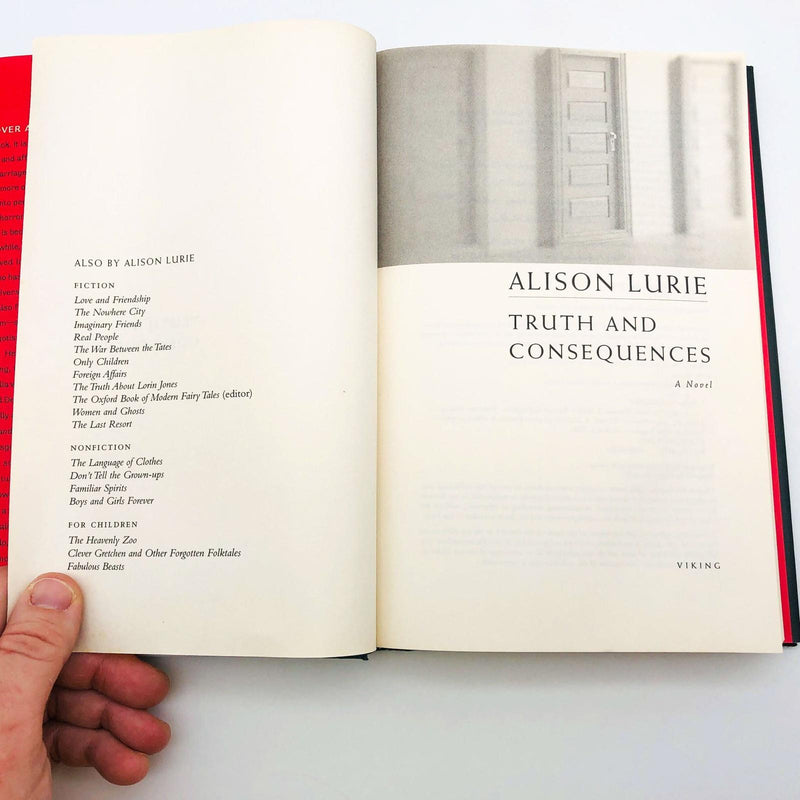 OVER A
ALSO BY ALISON LURIE
FICTION
Love and Friendship
The Nowhere City
Imaginary Friends
Real People
The War Between the Tates
Only Children
Foreign Affairs
The Truth About Lorin Jones
The Oxford Book of Modern Fairy Tales (editor)
Women and Ghosts
The Last Resort
NONFICTION
The Language of Clothes
Don't Tell the Grown-ups
Familiar Spirits
Boys and Girls Forever
FOR CHILDREN
The Heavenly Zoo
Clever Gretchen and Other Forgotten Folktales
Fabulous Beasts
ALISON LURIE
TRUTH AND
CONSEQUENCES
A Novel
VIKING